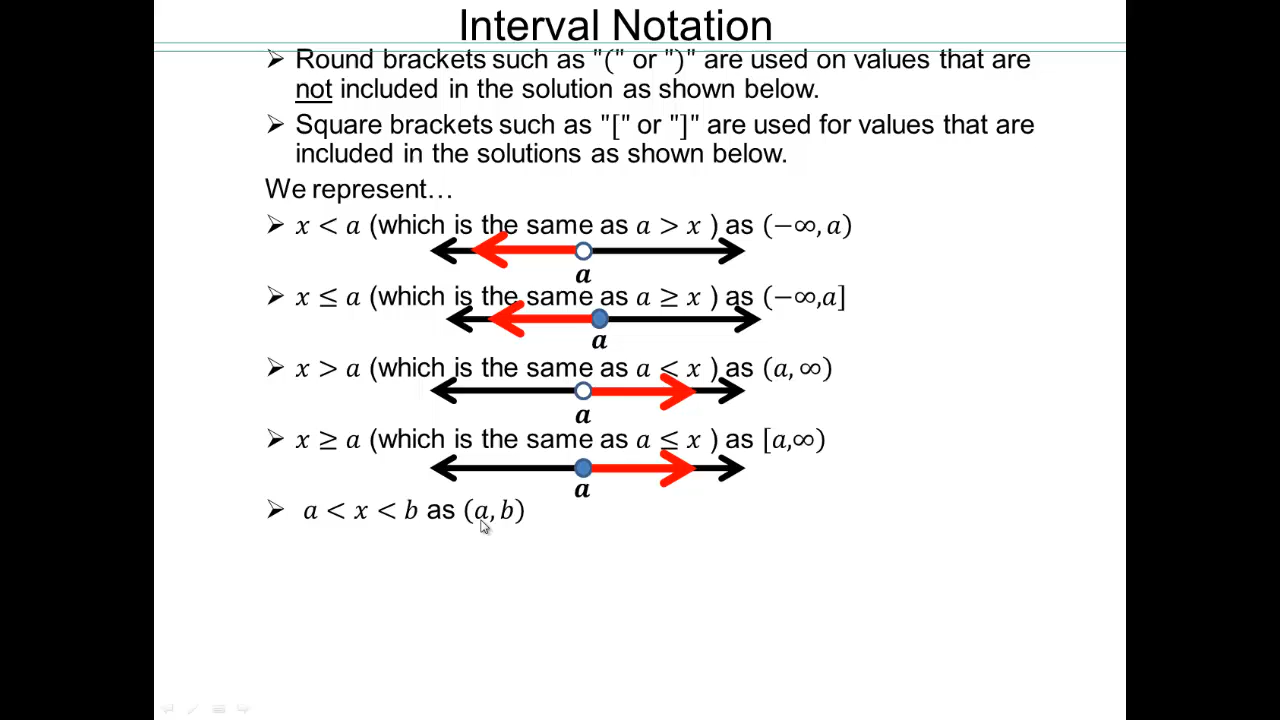 Interval Notation
➢ Round brackets such as "(" or ")" are used on values that are
not included in the solution as shown below.
➢ Square brackets such as "[" or "]" are used for values that are
included in the solutions as shown below.
We represent…
➢ 𝑥 < 𝑎 (which is the same as 𝑎 > 𝑥 ) as (−∞, 𝑎)
𝒂
➢ 𝑥 ≤ 𝑎 (which is the same as 𝑎 ≥ 𝑥 ) as (−∞,𝑎]
𝒂
➢ 𝑥 > 𝑎 (which is the same as 𝑎 < 𝑥 ) as (𝑎, ∞)
𝒂
➢ 𝑥 ≥ 𝑎 (which is the same as 𝑎 ≤ 𝑥 ) as [𝑎,∞)
𝒂
➢ 𝑎 < 𝑥 < 𝑏 as (𝑎, 𝑏)